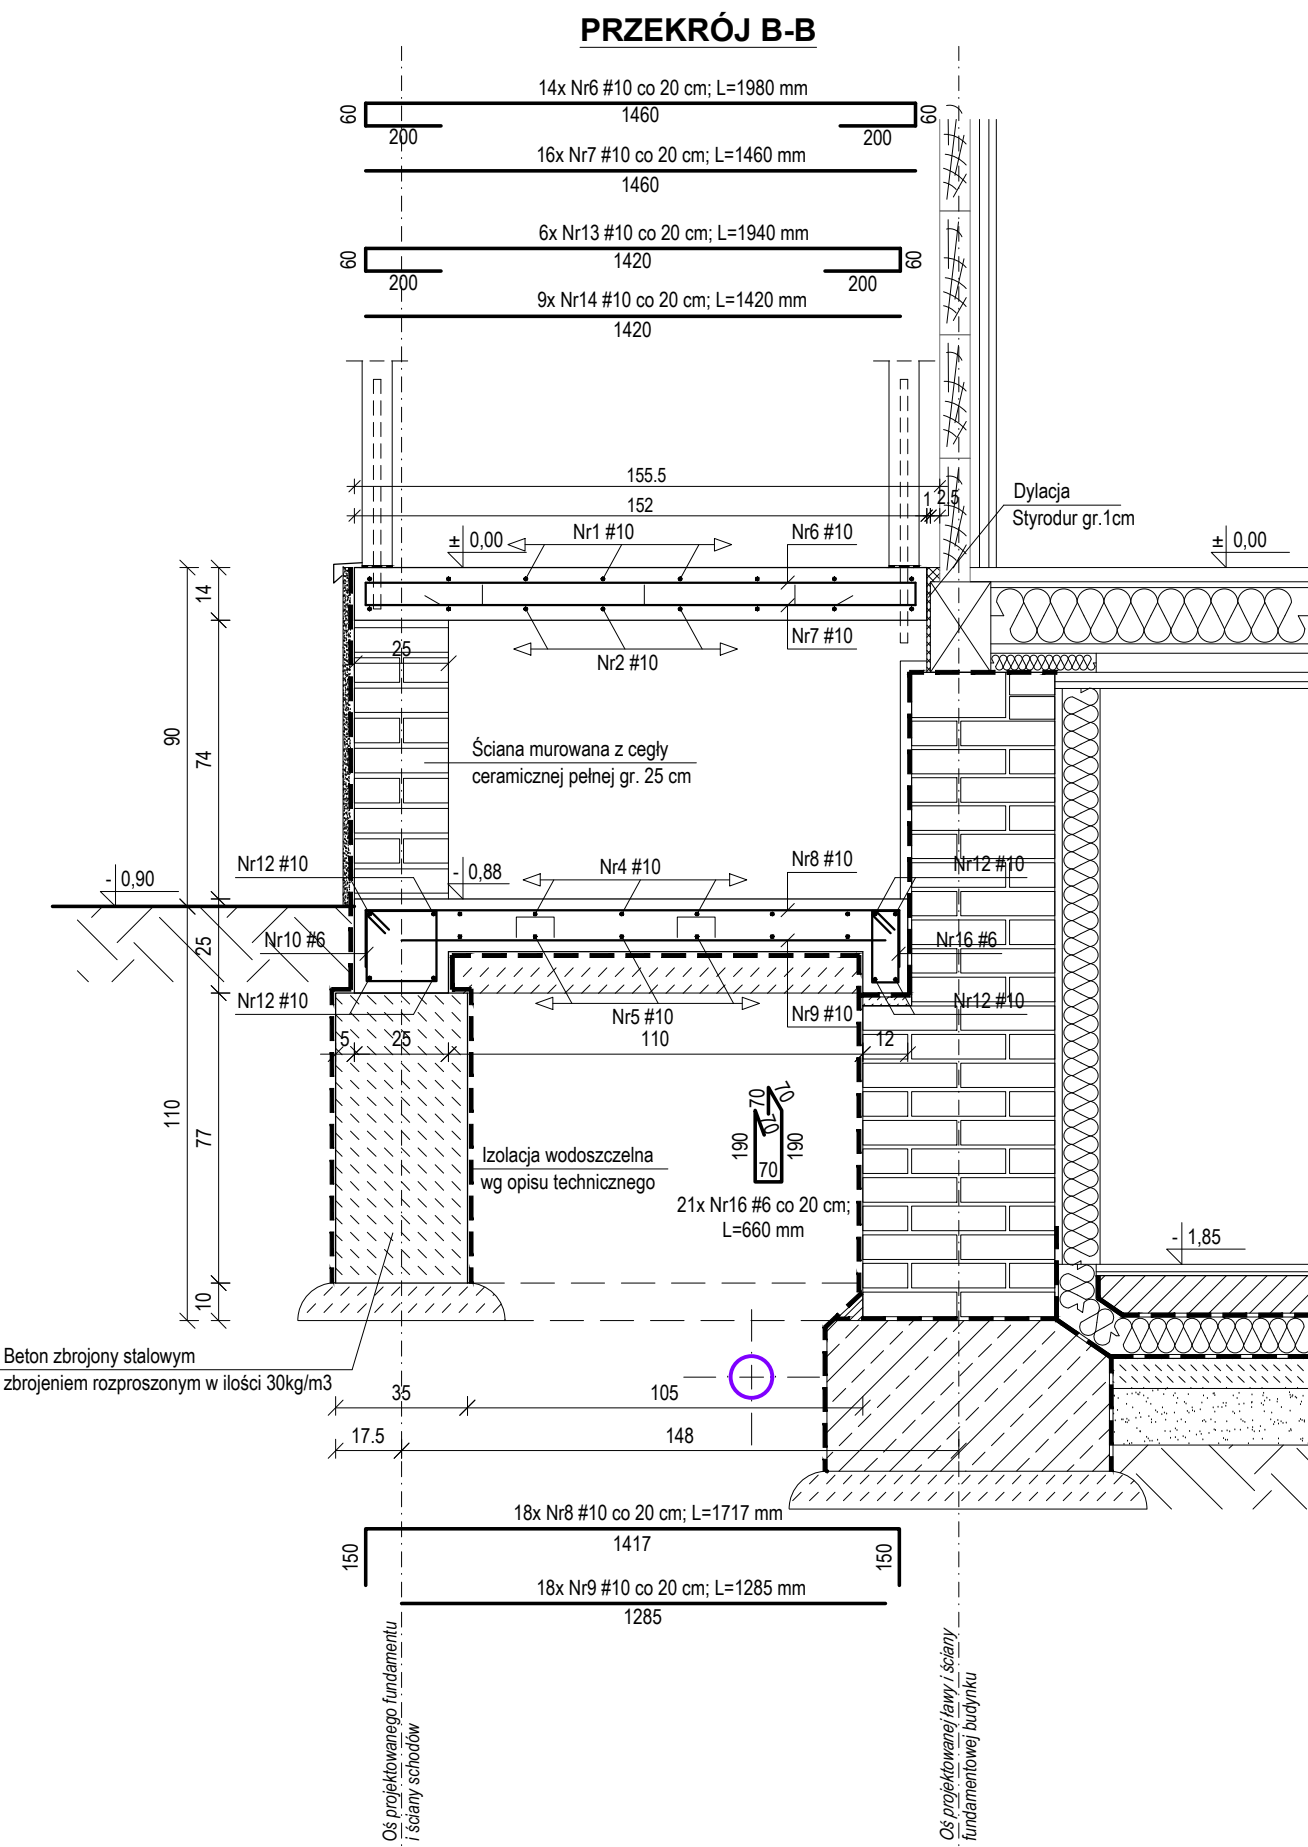 PRZEKRÓJ B-B
14x Nr6 #10 co 20 cm; L=1980 mm
60
1460
60
200
200
16x Nr7 #10 co 20 cm; L=1460 mm
1460
6x Nr13 #10 co 20 cm; L=1940 mm
60
1420
60
200
200
9x Nr14 #10 co 20 cm; L=1420 mm
1420
155.5
152
1
2.5
Dylacja
Styrodur gr.1cm
± 0,00
Nr1 #10
Nr6 #10
± 0,00
14
Nr7 #10
Nr2 #10
25
90
74
Ściana murowana z cegły
ceramicznej pełnej gr. 25 cm
- 0,90
Nr12 #10
- 0,88
Nr4 #10
Nr8 #10
Nr12 #10
25
Nr10 #6
Nr16 #6
Nr12 #10
Nr5 #10
Nr9 #10
Nr12 #10
5
25
110
12
110
77
70
70
70
190
190
70
Izolacja wodoszczelna
wg opisu technicznego
21x Nr16 #6 co 20 cm;
L=660 mm
- 1,85
10
Beton zbrojony stalowym
zbrojeniem rozproszonym w ilości 30kg/m3
35
105
17.5
148
18x Nr8 #10 co 20 cm; L=1717 mm
150
1417
150
18x Nr9 #10 co 20 cm; L=1285 mm
1285
Oś projektowanego fundamentu
i ściany schodów
Oś projektowanej ławy i ściany
fundamentowej budynku